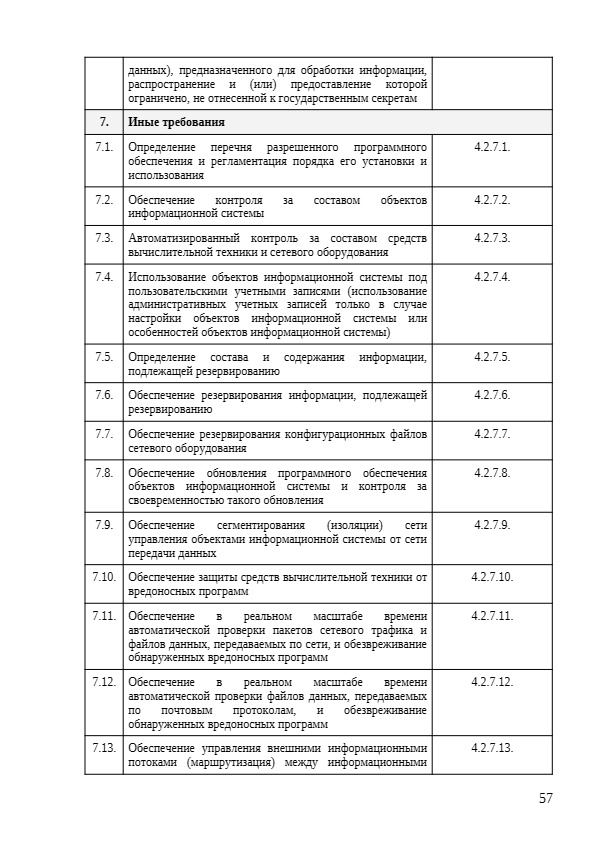 данных), предназначенного для обработки информации,
распространение и (или) предоставление которой
ограничено, не отнесенной к государственным секретам
7. Иные требования
7.1. Определение перечня разрешенного программного 4.2.7.1.
обеспечения и регламентация порядка его установки и
использования
7.2. Обеспечение контроля за составом объектов 4.2.7.2.
информационной системы
7.3. Автоматизированный контроль за составом средств 4.2.7.3.
вычислительной техники и сетевого оборудования
7.4. Использование объектов информационной системы под 4.2.7.4.
пользовательскими учетными записями (использование
административных учетных записей только в случае
настройки объектов информационной системы или
особенностей объектов информационной системы)
7.5. Определение состава и содержания информации, 4.2.7.5.
подлежащей резервированию
7.6. Обеспечение резервирования информации, подлежащей 4.2.7.6.
резервированию
7.7. Обеспечение резервирования конфигурационных файлов 4.2.7.7.
сетевого оборудования
7.8. Обеспечение обновления программного обеспечения 4.2.7.8.
объектов информационной системы и контроля за
своевременностью такого обновления
7.9. Обеспечение сегментирования (изоляции) сети 4.2.7.9.
управления объектами информационной системы от сети
передачи данных
7.10. Обеспечение защиты средств вычислительной техники от 4.2.7.10.
вредоносных программ
7.11. Обеспечение в реальном масштабе времени 4.2.7.11.
автоматической проверки пакетов сетевого трафика и
файлов данных, передаваемых по сети, и обезвреживание
обнаруженных вредоносных программ
7.12. Обеспечение в реальном масштабе времени 4.2.7.12.
автоматической проверки файлов данных, передаваемых
по почтовым протоколам, и обезвреживание
обнаруженных вредоносных программ
7.13. Обеспечение управления внешними информационными 4.2.7.13.
потоками (маршрутизация) между информационными
57